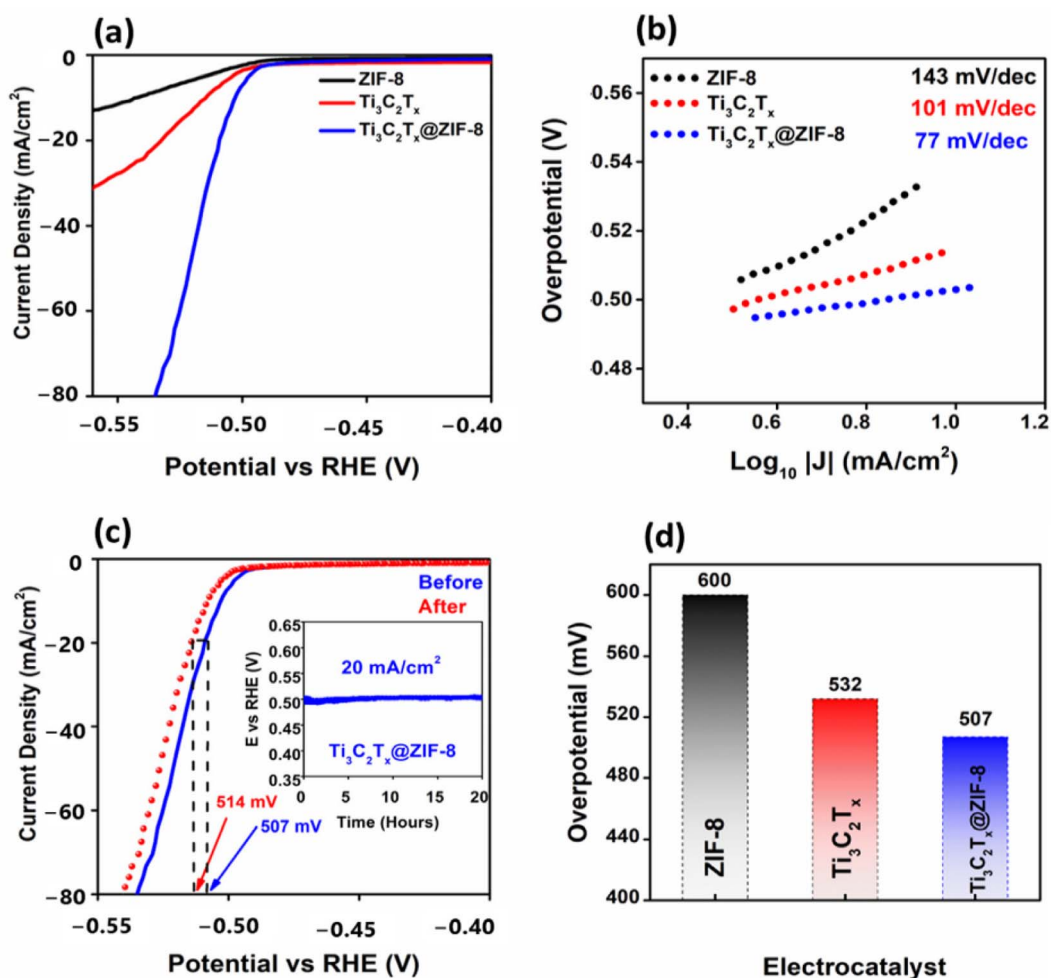 (a)
0
−20
−40
−60
−80
Current Density (mA/cm²)
ZIF-8
Ti₃C₂Tₓ
Ti₃C₂Tₓ@ZIF-8
−0.55
−0.50
−0.45
−0.40
Potential vs RHE (V)
(b)
0.56
0.54
0.52
0.50
0.48
Overpotential (V)
ZIF-8
Ti₃C₂Tₓ
Ti₃C₂Tₓ@ZIF-8
143 mV/dec
101 mV/dec
77 mV/dec
0.4
0.6
0.8
1.0
1.2
Log₁₀ |J| (mA/cm²)
(c)
0
−20
−40
−60
−80
Current Density (mA/cm²)
Before
After
0.65
0.60
0.55
0.50
0.45
0.40
0.35
E vs RHE (V)
20 mA/cm²
Ti₃C₂Tₓ@ZIF-8
0
5
10
15
20
Time (Hours)
514 mV
507 mV
−0.55
−0.50
−0.45
−0.40
Potential vs RHE (V)
(d)
600
560
520
480
440
400
Overpotential (mV)
600
532
507
ZIF-8
Ti₃C₂Tₓ
Ti₃C₂Tₓ@ZIF-8
Electrocatalyst